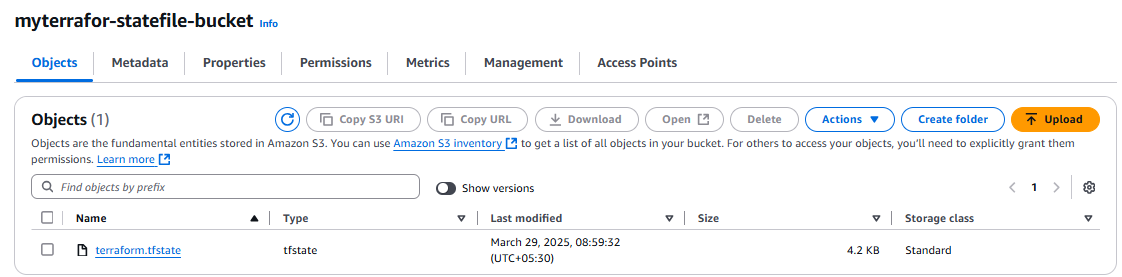 myterrafor-statefile-bucket Info
Objects Metadata Properties Permissions Metrics Management Access Points
Objects (1) Copy S3 URI Copy URL Download Open Delete Actions Create folder Upload
Objects are the fundamental entities stored in Amazon S3. You can use Amazon S3 inventory to get a list of all objects in your bucket. For others to access your objects, you'll need to explicitly grant them
permissions. Learn more
Find objects by prefix Show versions 1
Name Type Last modified Size Storage class
terraform.tfstate tfstate March 29, 2025, 08:59:32 4.2 KB Standard
(UTC+05:30)